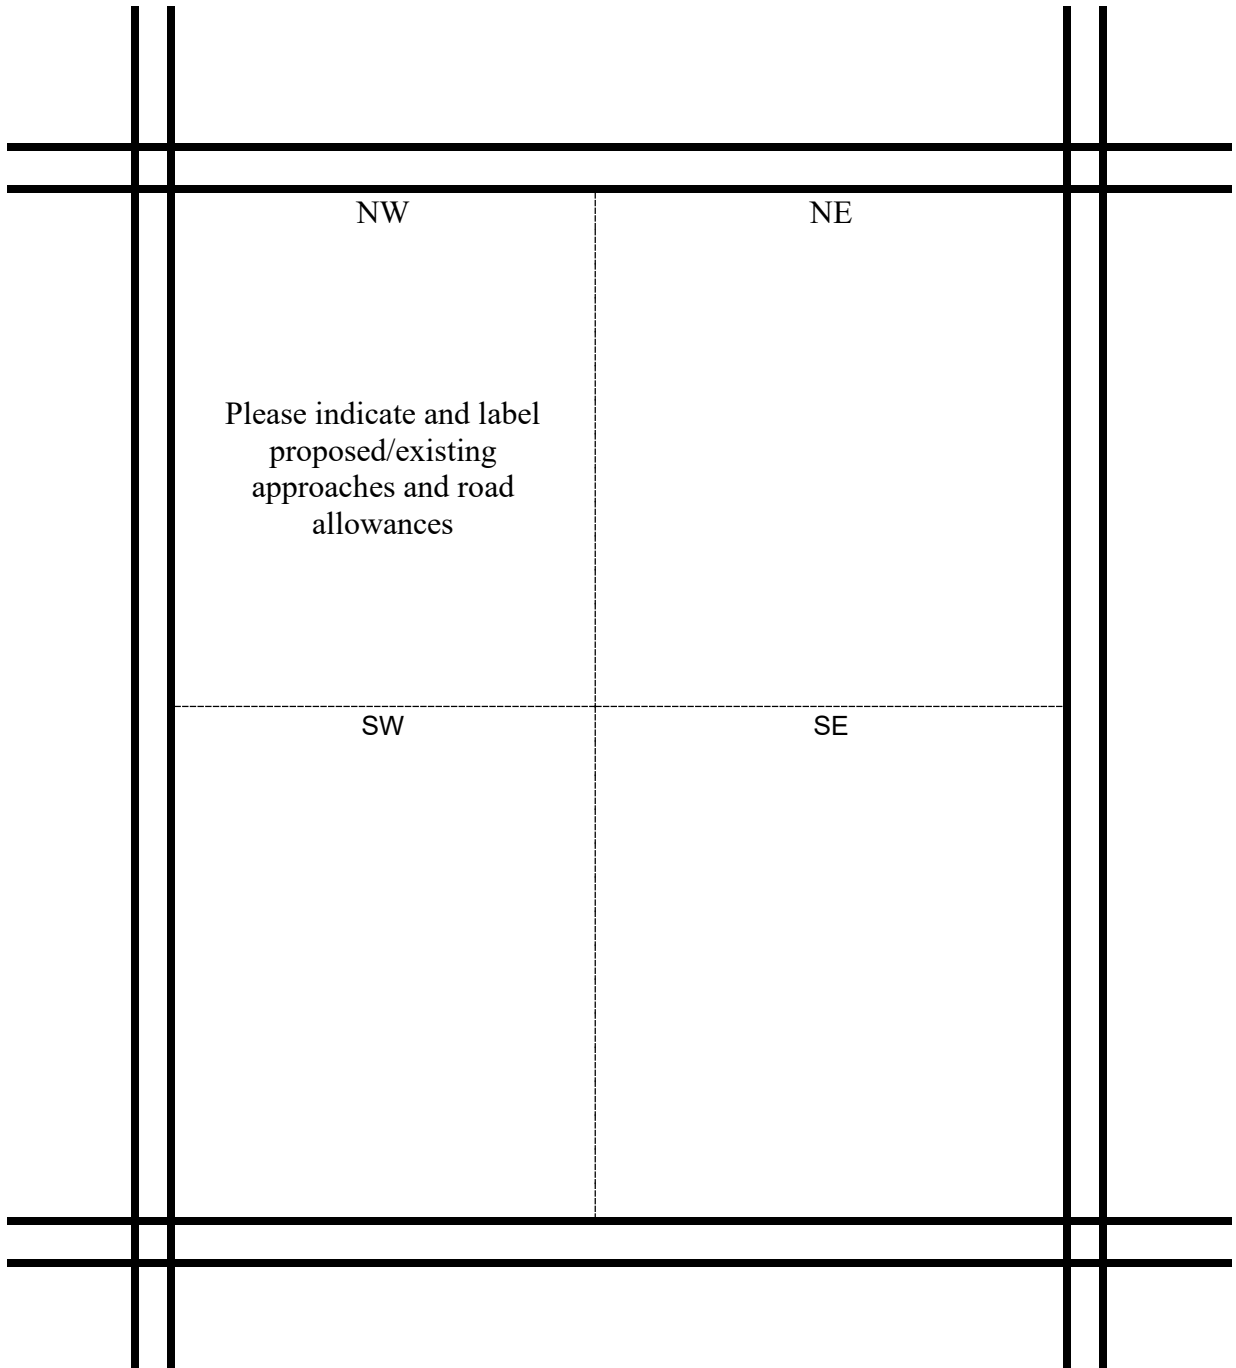 NW
NE
Please indicate and label
proposed/existing
approaches and road
allowances
SW
SE